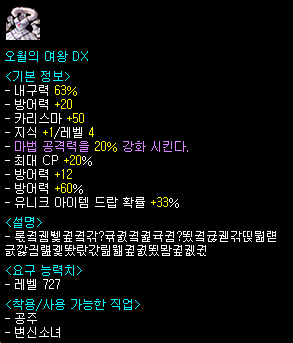 오월의 여왕 DX
<기본 정보>
- 내구력 63%
- 방어력 +20
- 카리스마 +50
- 지식 +1/레벨 4
- 마법 공격력을 20% 강화 시킨다.
- 최대 CP +20%
- 방어력 +12
- 방어력 +60%
- 유니크 아이템 드랍 확률 +33%
<설명>
<요구 능력치>
- 레벨 727
<착용/사용 가능한 직업>
- 공주
- 변신소녀